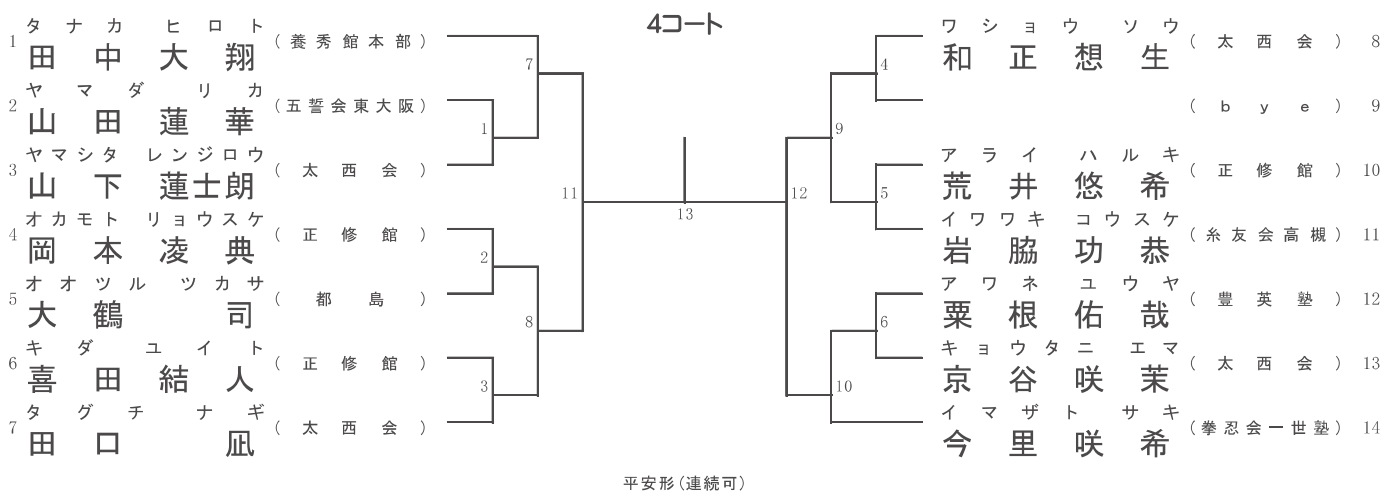 4コート
タナカ ヒロト
1 田中大翔 (養秀館本部)
ヤマダ リカ
2 山田蓮華 (五誓会東大阪)
ヤマシタ レンジロウ
3 山下蓮士朗 (太西会)
オカモト リョウスケ
4 岡本凌典 (正修館)
オオツル ツカサ
5 大鶴 司 (都島)
キダ ユイト
6 喜田結人 (正修館)
タグチ ナギ
7 田口 凪 (太西会)
7
1
11
2
8
3
13
ワショウ ソウ
和正想生 (太西会) 8
(bye) 9
アライ ハルキ
荒井悠希 (正修館) 10
イワワキ コウスケ
岩脇功恭 (糸友会高槻) 11
アワネ ユウヤ
粟根佑哉 (豊英塾) 12
キョウタニ エマ
京谷咲茉 (太西会) 13
イマザト サキ
今里咲希 (拳忍会一世塾) 14
4
9
5
12
6
10
平安形(連続可)